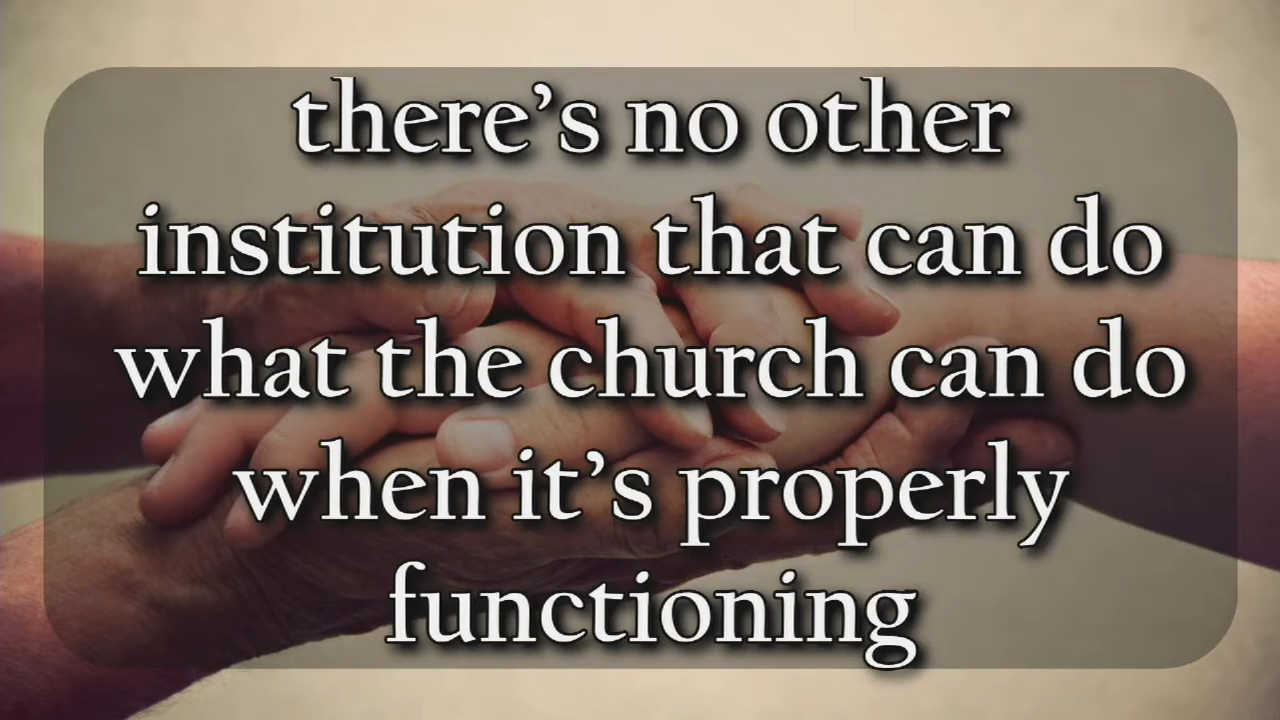 there’s no other
institution that can do
what the church can do
when it’s properly
functioning